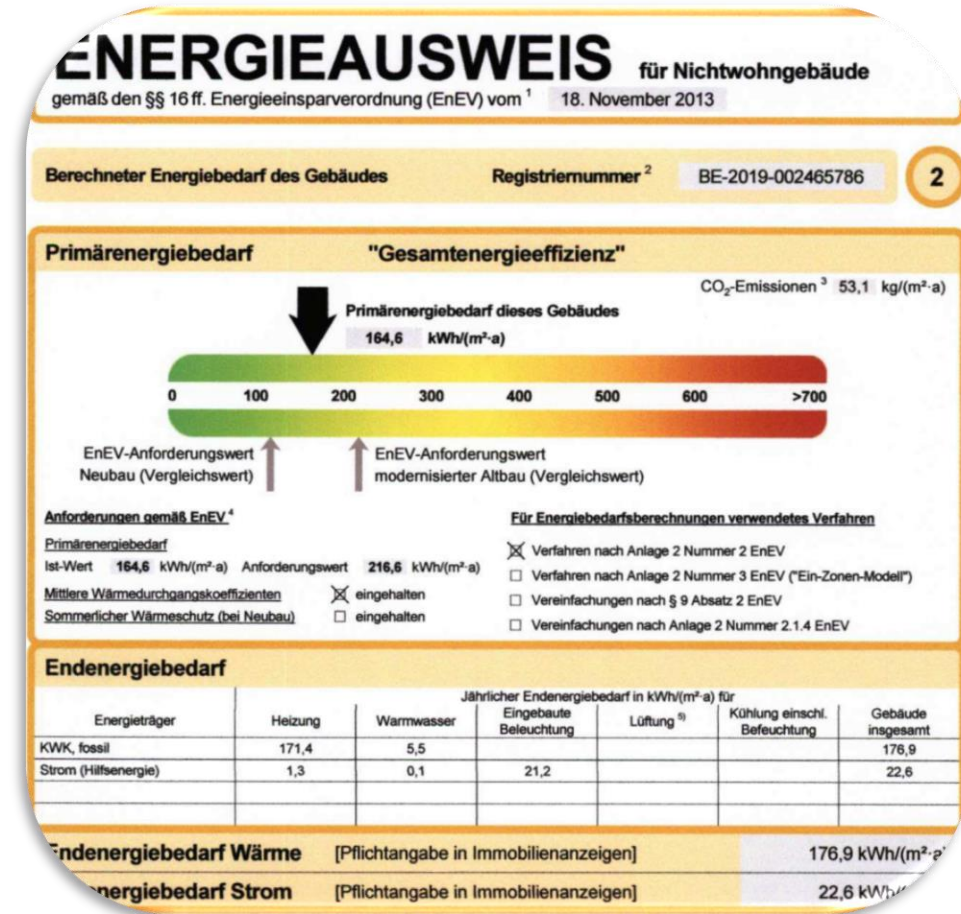 ENERGIEAUSWEIS für Nichtwohngebäude
gemäß den §§ 16 ff. Energieeinsparverordnung (EnEV) vom ¹ 18. November 2013
Berechneter Energiebedarf des Gebäudes Registriernummer ² BE-2019-002465786 2
Primärenergiebedarf "Gesamtenergieeffizienz"
CO₂-Emissionen ³ 53,1 kg/(m²·a)
Primärenergiebedarf dieses Gebäudes
164,6 kWh/(m²·a)
0 100 200 300 400 500 600 >700
EnEV-Anforderungswert
Neubau (Vergleichswert)
EnEV-Anforderungswert
modernisierter Altbau (Vergleichswert)
Anforderungen gemäß EnEV ⁴
Primärenergiebedarf
Ist-Wert 164,6 kWh/(m²·a) Anforderungswert 216,6 kWh/(m²·a)
Mittlere Wärmedurchgangskoeffizienten ☒ eingehalten
Sommerlicher Wärmeschutz (bei Neubau) ☐ eingehalten
Für Energiebedarfsberechnungen verwendetes Verfahren
☒ Verfahren nach Anlage 2 Nummer 2 EnEV
☐ Verfahren nach Anlage 2 Nummer 3 EnEV ("Ein-Zonen-Modell")
☐ Vereinfachungen nach § 9 Absatz 2 EnEV
☐ Vereinfachungen nach Anlage 2 Nummer 2.1.4 EnEV
Endenergiebedarf
Jährlicher Endenergiebedarf in kWh/(m²·a) für
Energieträger Heizung Warmwasser Eingebaute Beleuchtung Lüftung ⁵⁾ Kühlung einschl. Befeuchtung Gebäude insgesamt
KWK, fossil 171,4 5,5 176,9
Strom (Hilfsenergie) 1,3 0,1 21,2 22,6
Endenergiebedarf Wärme [Pflichtangabe in Immobilienanzeigen] 176,9 kWh/(m²·a)
energiebedarf Strom [Pflichtangabe in Immobilienanzeigen] 22,6 kWh/